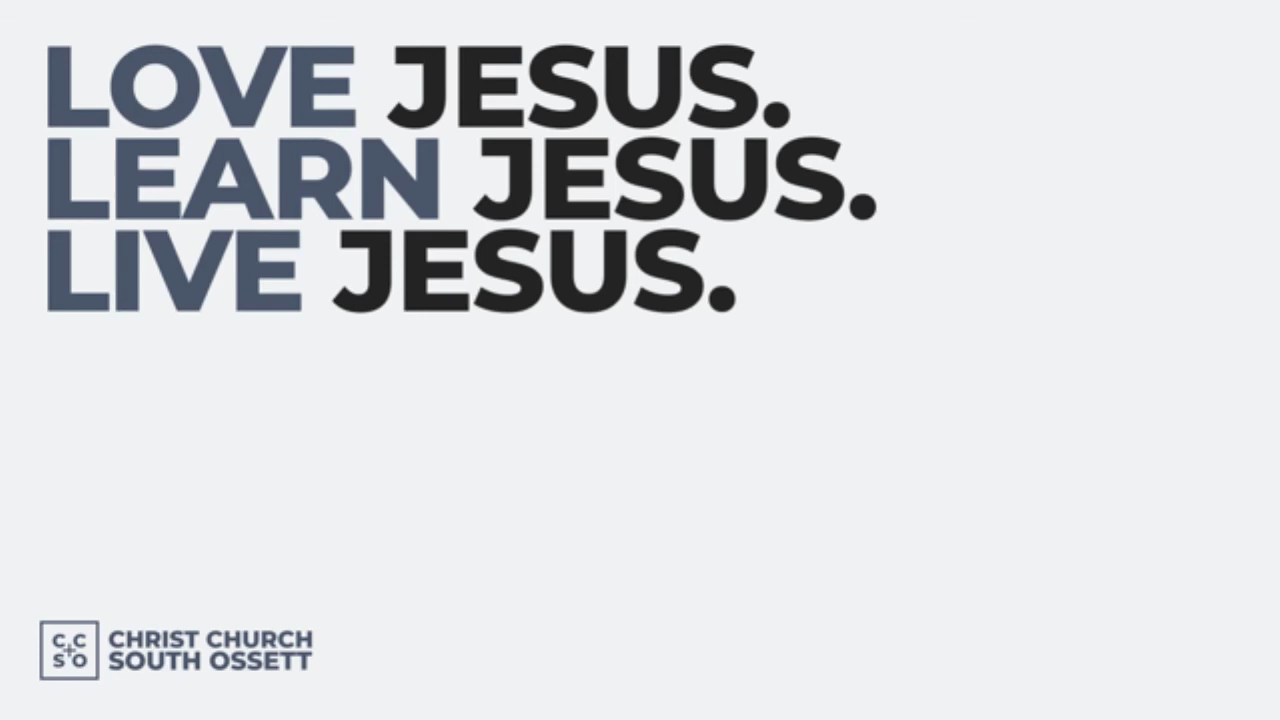 LOVE JESUS.
LEARN JESUS.
LIVE JESUS.
C C
S O
CHRIST CHURCH
SOUTH OSSETT